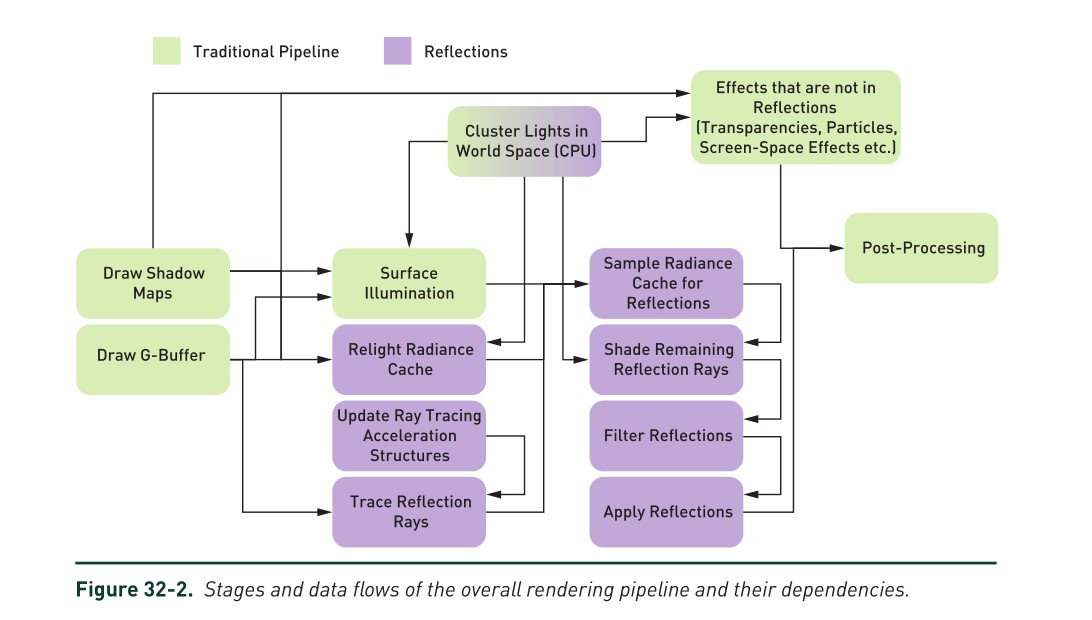 Traditional Pipeline
Reflections
Effects that are not in
Reflections
(Transparencies, Particles,
Screen-Space Effects etc.)
Cluster Lights in
World Space (CPU)
Post-Processing
Draw Shadow
Maps
Surface
Illumination
Sample Radiance
Cache for
Reflections
Draw G-Buffer
Relight Radiance
Cache
Shade Remaining
Reflection Rays
Update Ray Tracing
Acceleration
Structures
Filter Reflections
Trace Reflection
Rays
Apply Reflections
Figure 32-2. Stages and data flows of the overall rendering pipeline and their dependencies.